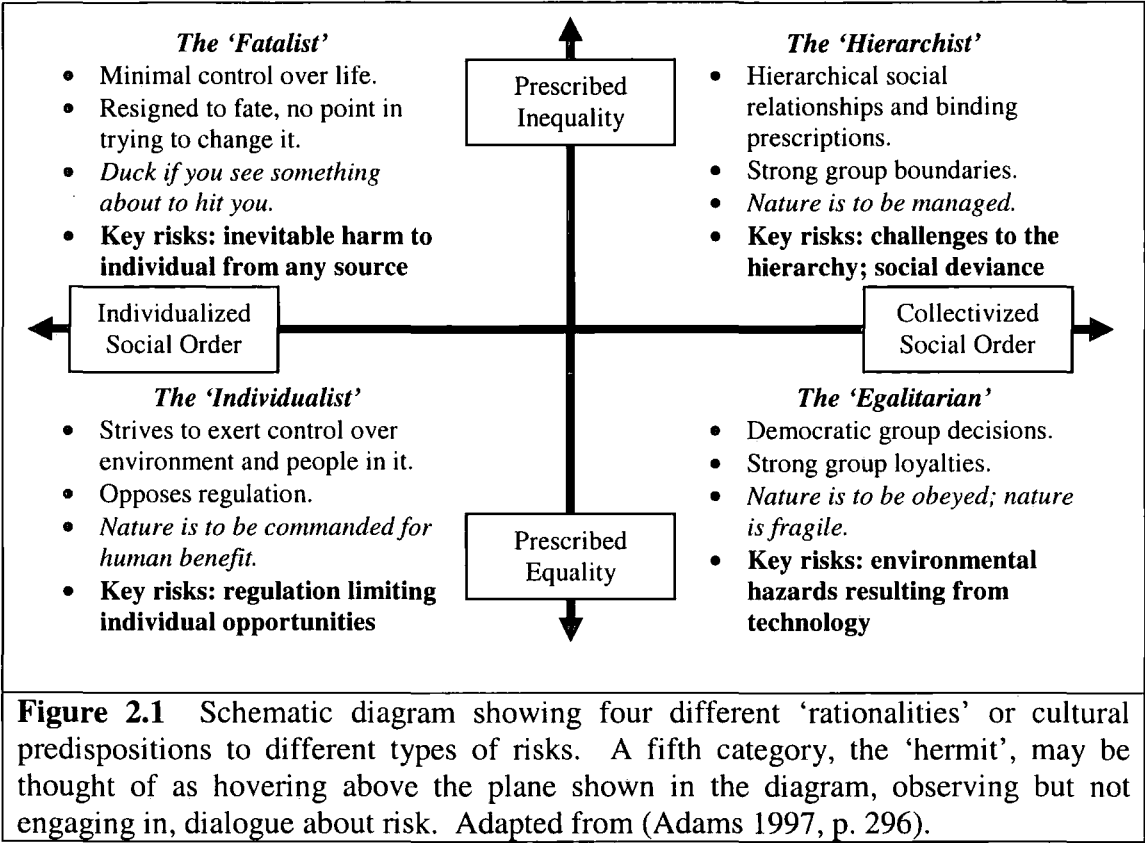 The ‘Fatalist’
• Minimal control over life.
• Resigned to fate, no point in
trying to change it.
• Duck if you see something
about to hit you.
• Key risks: inevitable harm to
individual from any source
Prescribed
Inequality
The ‘Hierarchist’
• Hierarchical social
relationships and binding
prescriptions.
• Strong group boundaries.
• Nature is to be managed.
• Key risks: challenges to the
hierarchy; social deviance
Individualized
Social Order
Collectivized
Social Order
The ‘Individualist’
• Strives to exert control over
environment and people in it.
• Opposes regulation.
• Nature is to be commanded for
human benefit.
• Key risks: regulation limiting
individual opportunities
Prescribed
Equality
The ‘Egalitarian’
• Democratic group decisions.
• Strong group loyalties.
• Nature is to be obeyed; nature
is fragile.
• Key risks: environmental
hazards resulting from
technology
Figure 2.1 Schematic diagram showing four different ‘rationalities’ or cultural
predispositions to different types of risks. A fifth category, the ‘hermit’, may be
thought of as hovering above the plane shown in the diagram, observing but not
engaging in, dialogue about risk. Adapted from (Adams 1997, p. 296).